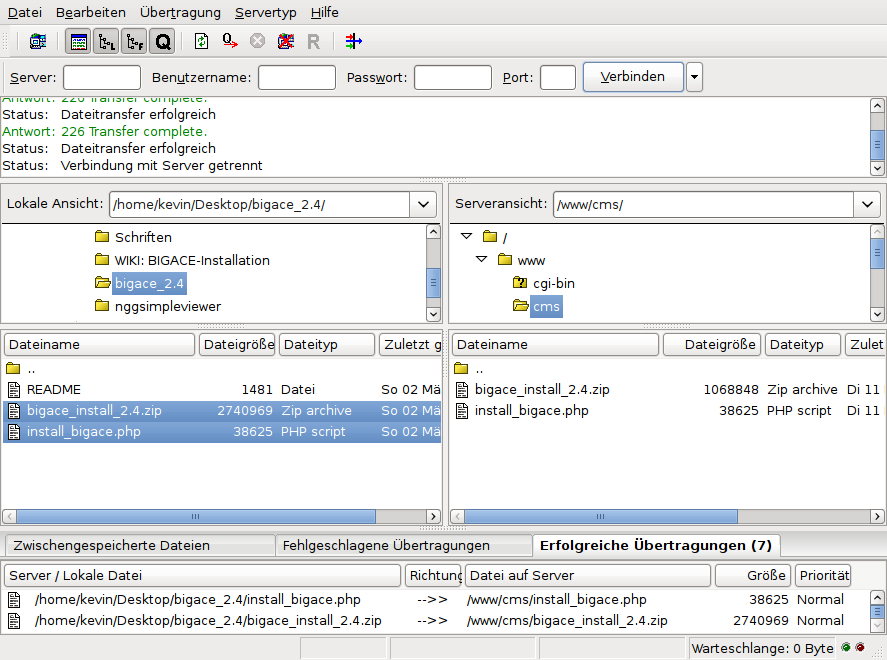 Datei Bearbeiten Übertragung Servertyp Hilfe
L F Q Q R
Server: Benutzername: Passwort: Port: Verbinden
Antwort: 226 Transfer complete.
Status: Dateitransfer erfolgreich
Antwort: 226 Transfer complete.
Status: Dateitransfer erfolgreich
Status: Verbindung mit Server getrennt
Lokale Ansicht: /home/kevin/Desktop/bigace_2.4/
Schriften
WIKI: BIGACE-Installation
bigace_2.4
nggsimpleviewer
Serveransicht: /www/cms/
/
www
? cgi-bin
cms
Dateiname Dateigröße Dateityp Zuletzt g
..
README 1481 Datei So 02 Mä
bigace_install_2.4.zip 2740969 Zip archive So 02 Mä
install_bigace.php 38625 PHP script So 02 Mä
Dateiname Dateigröße Dateityp Zulet
..
bigace_install_2.4.zip 1068848 Zip archive Di 11
install_bigace.php 38625 PHP script Di 11
Zwischengespeicherte Dateien Fehlgeschlagene Übertragungen Erfolgreiche Übertragungen (7)
Server / Lokale Datei Richtung Datei auf Server Größe Priorität
/home/kevin/Desktop/bigace_2.4/install_bigace.php -->> /www/cms/install_bigace.php 38625 Normal
/home/kevin/Desktop/bigace_2.4/bigace_install_2.4.zip -->> /www/cms/bigace_install_2.4.zip 2740969 Normal
Warteschlange: 0 Byte